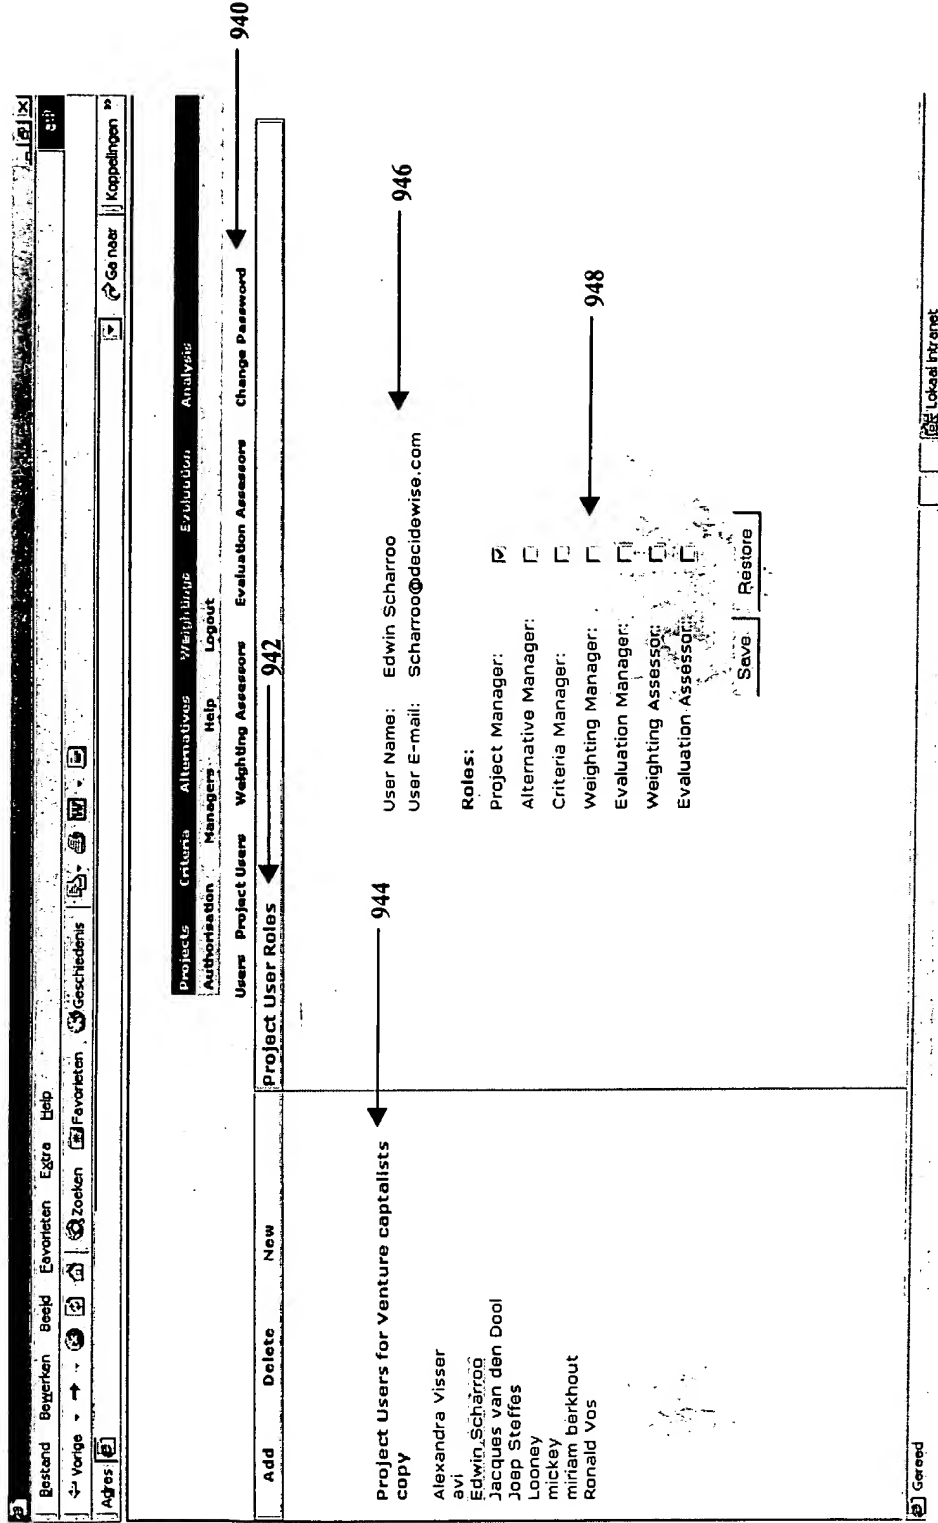 Bestand Bewerken Beeld Favorieten Extra Help
Vorige Zoeken Favorieten Geschiedenis
Adres Ga naar Koppelingen »
Projects Criteria Alternatives Weightings Evaluation Analysis
Authorisation Managers Help Logout
Users Project Users Weighting Assessors Evaluation Assessors Change Password
940
Add Delete New
Project User Roles
942
Project Users for Venture captalists
copy
944
Alexandra Visser
avi
Edwin Scharroo
Jacques van den Dool
Joep Steffes
Looney
mickey
miriam berkhout
Ronald Vos
User Name: Edwin Scharroo
User E-mail: Scharroo@decidewise.com
946
Roles:
Project Manager:
Alternative Manager:
Criteria Manager:
Weighting Manager:
948
Evaluation Manager:
Weighting Assessor:
Evaluation Assessor:
Save Restore
Gereed Lokaal intranet